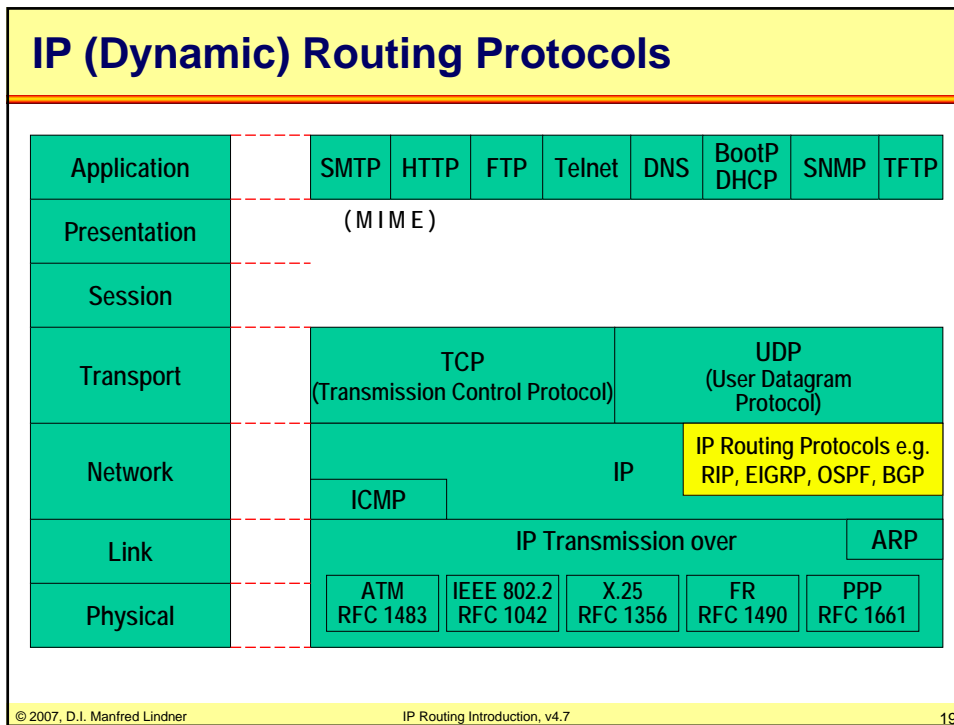 IP (Dynamic) Routing Protocols
Application
SMTP
HTTP
FTP
Telnet
DNS
BootP
DHCP
SNMP
TFTP
Presentation
(MIME)
Session
Transport
TCP
(Transmission Control Protocol)
UDP
(User Datagram
Protocol)
Network
IP
IP Routing Protocols e.g.
RIP, EIGRP, OSPF, BGP
ICMP
Link
IP Transmission over
ARP
Physical
ATM
RFC 1483
IEEE 802.2
RFC 1042
X.25
RFC 1356
FR
RFC 1490
PPP
RFC 1661
© 2007, D.I. Manfred Lindner
IP Routing Introduction, v4.7
19